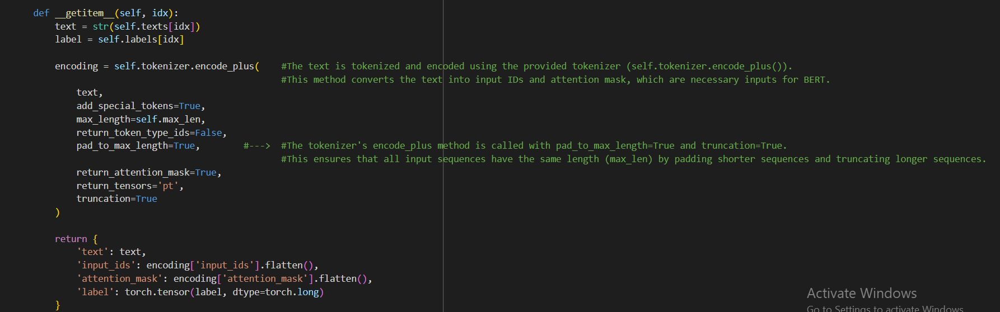 def __getitem__(self, idx):
text = str(self.texts[idx])
label = self.labels[idx]
encoding = self.tokenizer.encode_plus(    #The text is tokenized and encoded using the provided tokenizer (self.tokenizer.encode_plus()).
#This method converts the text into input IDs and attention mask, which are necessary inputs for BERT.
text,
add_special_tokens=True,
max_length=self.max_len,
return_token_type_ids=False,
pad_to_max_length=True,        #--->  #The tokenizer's encode_plus method is called with pad_to_max_length=True and truncation=True.
#This ensures that all input sequences have the same length (max_len) by padding shorter sequences and truncating longer sequences.
return_attention_mask=True,
return_tensors='pt',
truncation=True
)
return {
'text': text,
'input_ids': encoding['input_ids'].flatten(),
'attention_mask': encoding['attention_mask'].flatten(),
'label': torch.tensor(label, dtype=torch.long)
}
Activate Windows
Go to Settings to activate Windows